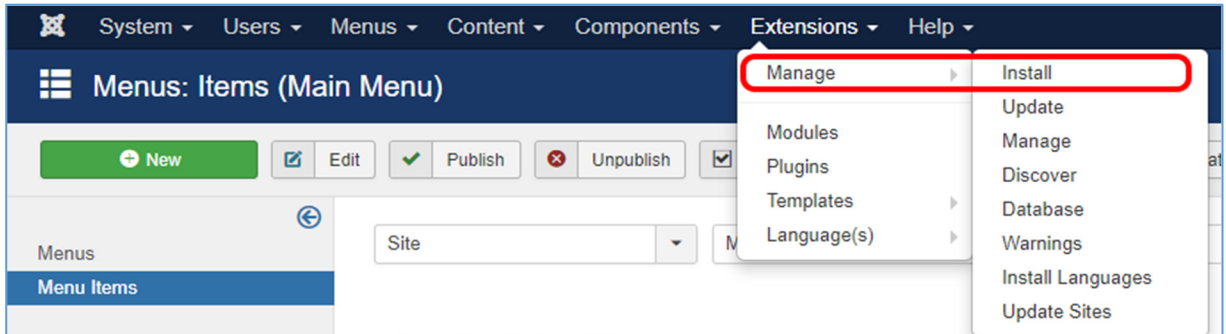 System Users Menus Content Components Extensions Help
Menus: Items (Main Menu)
Manage
Install
Update
Manage
Discover
Database
Warnings
Install Languages
Update Sites
Modules
Plugins
Templates
Language(s)
New Edit Publish Unpublish
Site
Menus
Menu Items